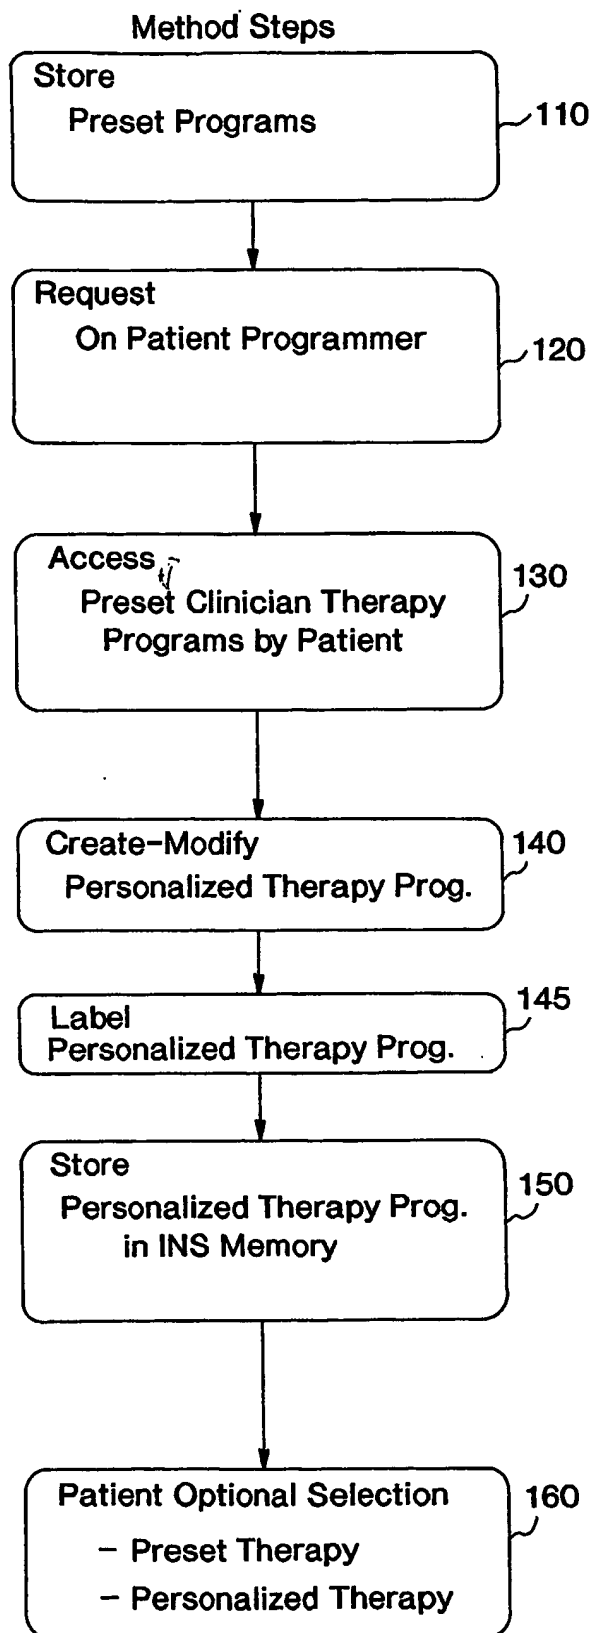 Method Steps
Store
Preset Programs
110
Request
On Patient Programmer
120
Access
Preset Clinician Therapy
Programs by Patient
130
Create-Modify
Personalized Therapy Prog.
140
Label
Personalized Therapy Prog.
145
Store
Personalized Therapy Prog.
in INS Memory
150
Patient Optional Selection
- Preset Therapy
- Personalized Therapy
160